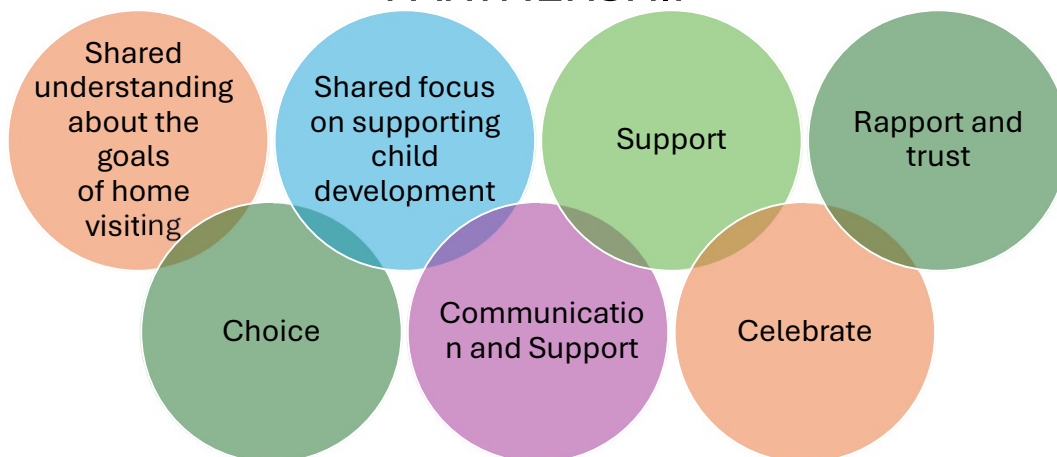 Shared
understanding
about the
goals
of home
visiting
Shared focus
on supporting
child
development
Support
Rapport and
trust
Choice
Communicatio
n and Support
Celebrate